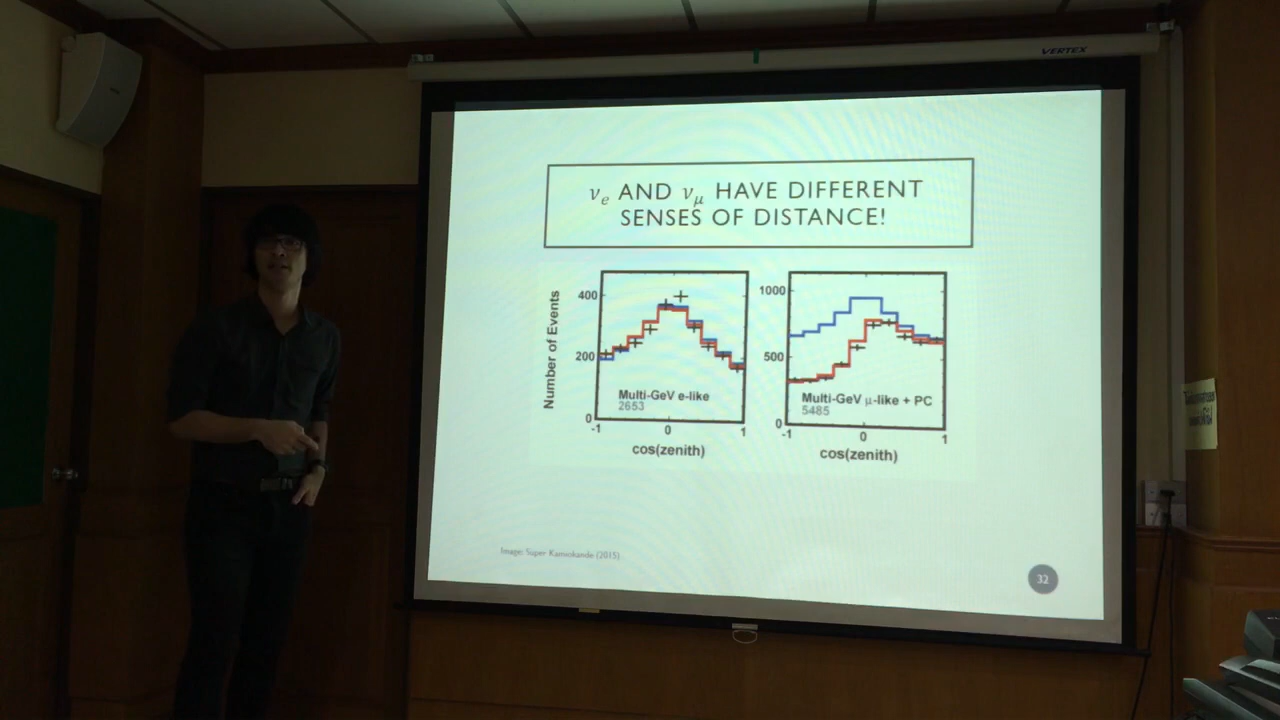 VERTEX
𝜈e AND 𝜈μ HAVE DIFFERENT
SENSES OF DISTANCE!
Number of Events
400
200
0
-1
0
1
Multi-GeV e-like
2653
cos(zenith)
1000
500
0
-1
0
1
Multi-GeV μ-like + PC
5485
cos(zenith)
Image: Super Kamiokande (2015)
32